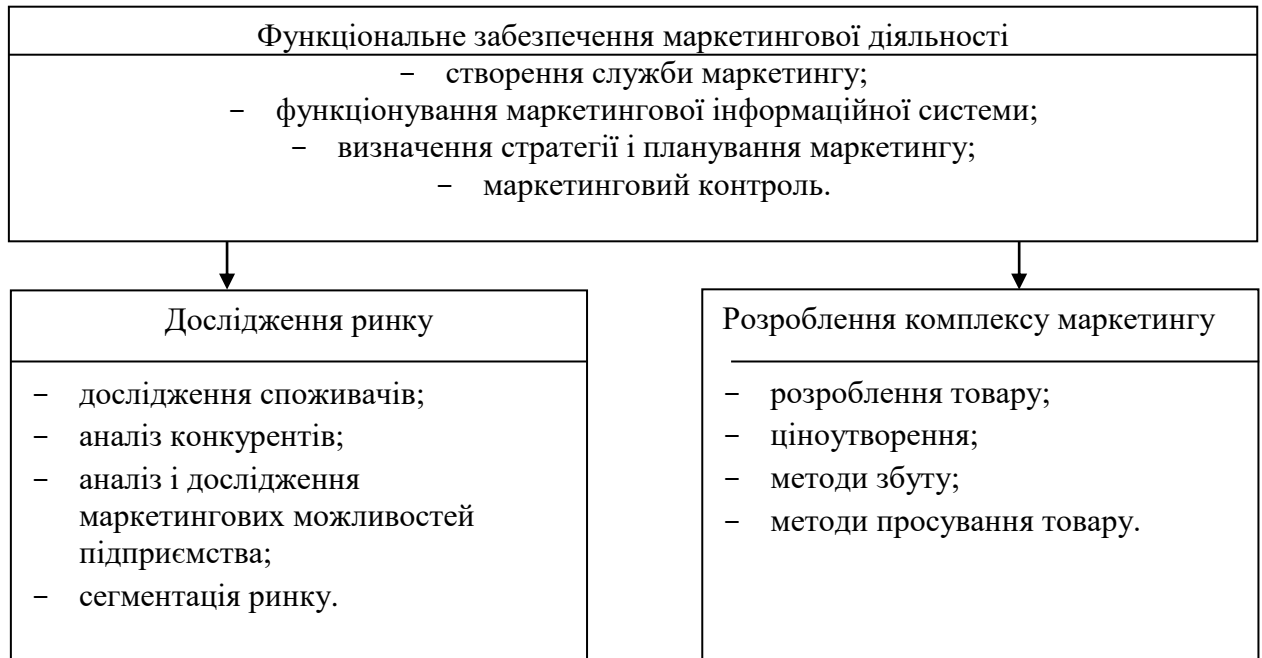 Функціональне забезпечення маркетингової діяльності
− створення служби маркетингу;
− функціонування маркетингової інформаційної системи;
− визначення стратегії і планування маркетингу;
− маркетинговий контроль.
Дослідження ринку
− дослідження споживачів;
− аналіз конкурентів;
− аналіз і дослідження
маркетингових можливостей
підприємства;
− сегментація ринку.
Розроблення комплексу маркетингу
− розроблення товару;
− ціноутворення;
− методи збуту;
− методи просування товару.